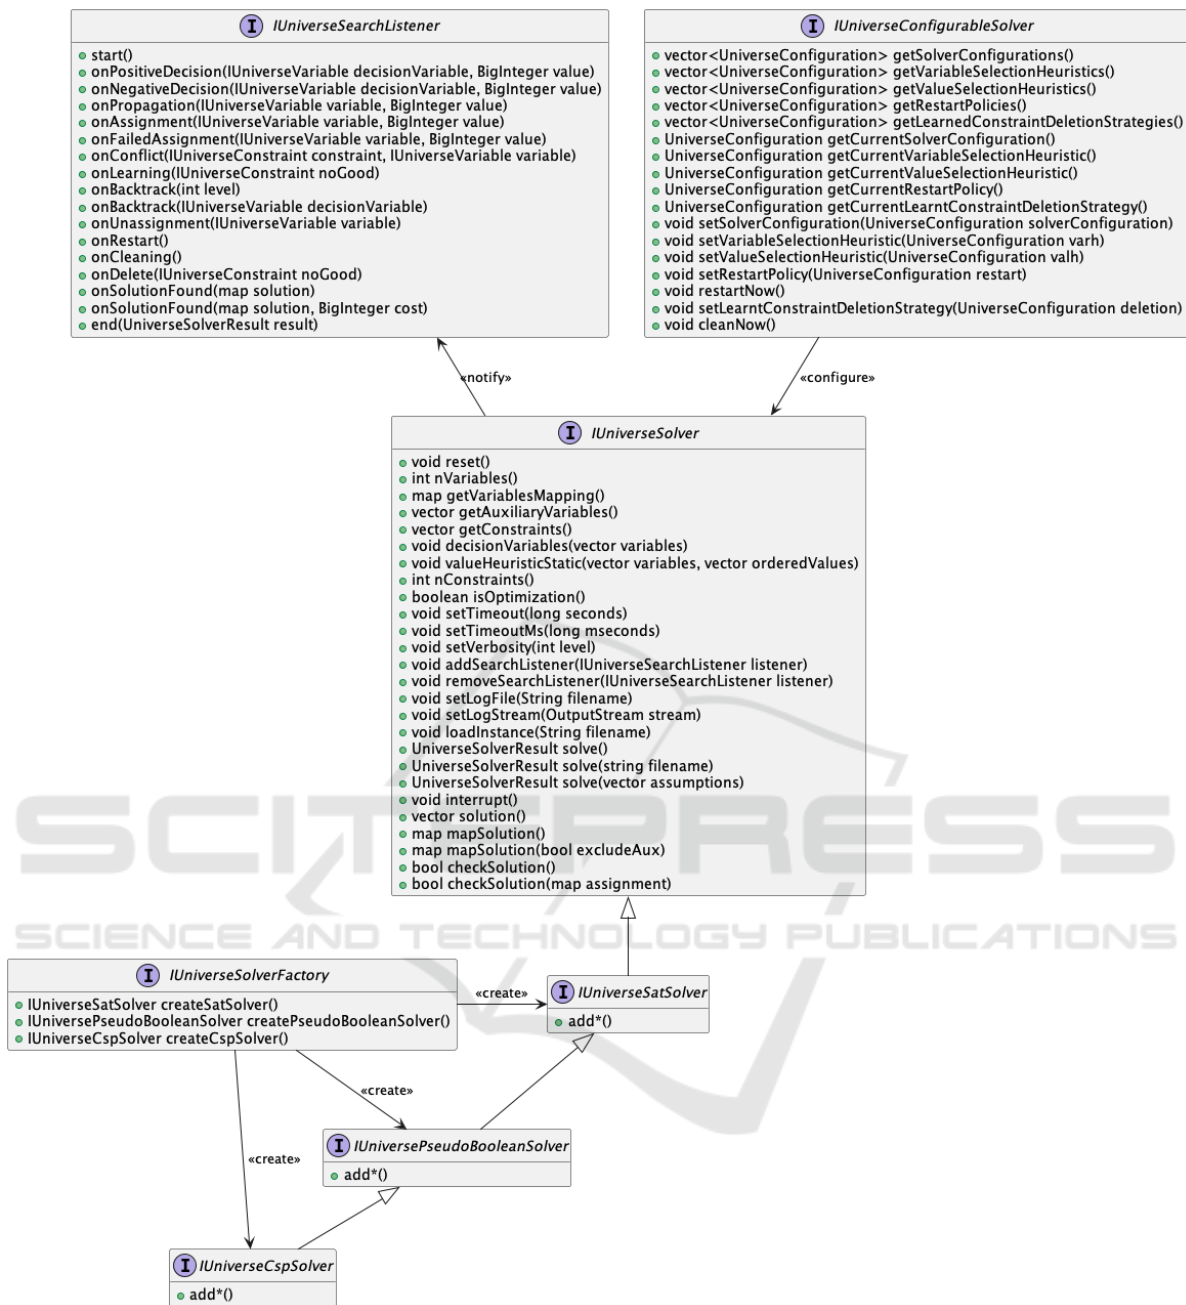 IUniverseSearchListener
start()
onPositiveDecision(IUniverseVariable decisionVariable, BigInteger value)
onNegativeDecision(IUniverseVariable decisionVariable, BigInteger value)
onPropagation(IUniverseVariable variable, BigInteger value)
onAssignment(IUniverseVariable variable, BigInteger value)
onFailedAssignment(IUniverseVariable variable, BigInteger value)
onConflict(IUniverseConstraint constraint, IUniverseVariable variable)
onLearning(IUniverseConstraint noGood)
onBacktrack(int level)
onBacktrack(IUniverseVariable decisionVariable)
onUnassignment(IUniverseVariable variable)
onRestart()
onCleaning()
onDelete(IUniverseConstraint noGood)
onSolutionFound(map solution)
onSolutionFound(map solution, BigInteger cost)
end(UniverseSolverResult result)
IUniverseConfigurableSolver
vector<UniverseConfiguration> getSolverConfigurations()
vector<UniverseConfiguration> getVariableSelectionHeuristics()
vector<UniverseConfiguration> getValueSelectionHeuristics()
vector<UniverseConfiguration> getRestartPolicies()
vector<UniverseConfiguration> getLearnedConstraintDeletionStrategies()
UniverseConfiguration getCurrentSolverConfiguration()
UniverseConfiguration getCurrentVariableSelectionHeuristic()
UniverseConfiguration getCurrentValueSelectionHeuristic()
UniverseConfiguration getCurrentRestartPolicy()
UniverseConfiguration getCurrentLearntConstraintDeletionStrategy()
void setSolverConfiguration(UniverseConfiguration solverConfiguration)
void setVariableSelectionHeuristic(UniverseConfiguration varh)
void setValueSelectionHeuristic(UniverseConfiguration valh)
void setRestartPolicy(UniverseConfiguration restart)
void restartNow()
void setLearntConstraintDeletionStrategy(UniverseConfiguration deletion)
void cleanNow()
«notify»
«configure»
IUniverseSolver
void reset()
int nVariables()
map getVariablesMapping()
vector getAuxiliaryVariables()
vector getConstraints()
void decisionVariables(vector variables)
void valueHeuristicStatic(vector variables, vector orderedValues)
int nConstraints()
boolean isOptimization()
void setTimeout(long seconds)
void setTimeoutMs(long mseconds)
void setVerbosity(int level)
void addSearchListener(IUniverseSearchListener listener)
void removeSearchListener(IUniverseSearchListener listener)
void setLogFile(String filename)
void setLogStream(OutputStream stream)
void loadInstance(String filename)
UniverseSolverResult solve()
UniverseSolverResult solve(string filename)
UniverseSolverResult solve(vector assumptions)
void interrupt()
vector solution()
map mapSolution()
map mapSolution(bool excludeAux)
bool checkSolution()
bool checkSolution(map assignment)
SCITEPRESS
SCIENCE AND TECHNOLOGY PUBLICATIONS
IUniverseSolverFactory
IUniverseSatSolver createSatSolver()
IUniversePseudoBooleanSolver createPseudoBooleanSolver()
IUniverseCspSolver createCspSolver()
«create»
IUniverseSatSolver
add*()
«create»
IUniversePseudoBooleanSolver
add*()
«create»
IUniverseCspSolver
add*()